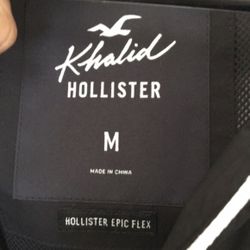 Khalid
HOLLISTER
M
MADE IN CHINA
HOLLISTER EPIC FLEX